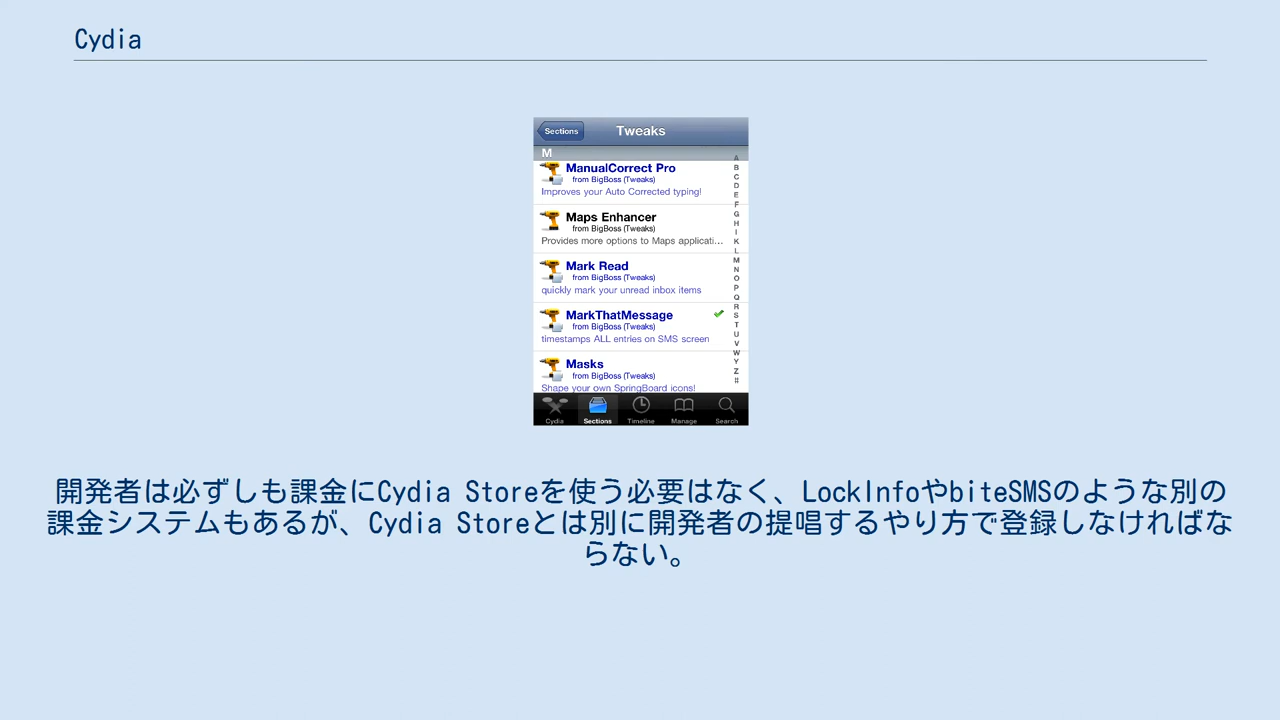 Cydia
Sections
Tweaks
M
ManualCorrect Pro
from BigBoss (Tweaks)
Improves your Auto Corrected typing!
Maps Enhancer
from BigBoss (Tweaks)
Provides more options to Maps applicati...
Mark Read
from BigBoss (Tweaks)
quickly mark your unread inbox items
MarkThatMessage
from BigBoss (Tweaks)
timestamps ALL entries on SMS screen
Masks
from BigBoss (Tweaks)
Shape your own SpringBoard icons!
A
B
C
D
E
F
G
H
I
K
L
M
N
O
P
Q
R
S
T
U
V
W
Y
Z
#
Cydia
Sections
Timeline
Manage
Search
開発者は必ずしも課金にCydia Storeを使う必要はなく、LockInfoやbiteSMSのような別の
課金システムもあるが、Cydia Storeとは別に開発者の提唱するやり方で登録しなければな
らない。